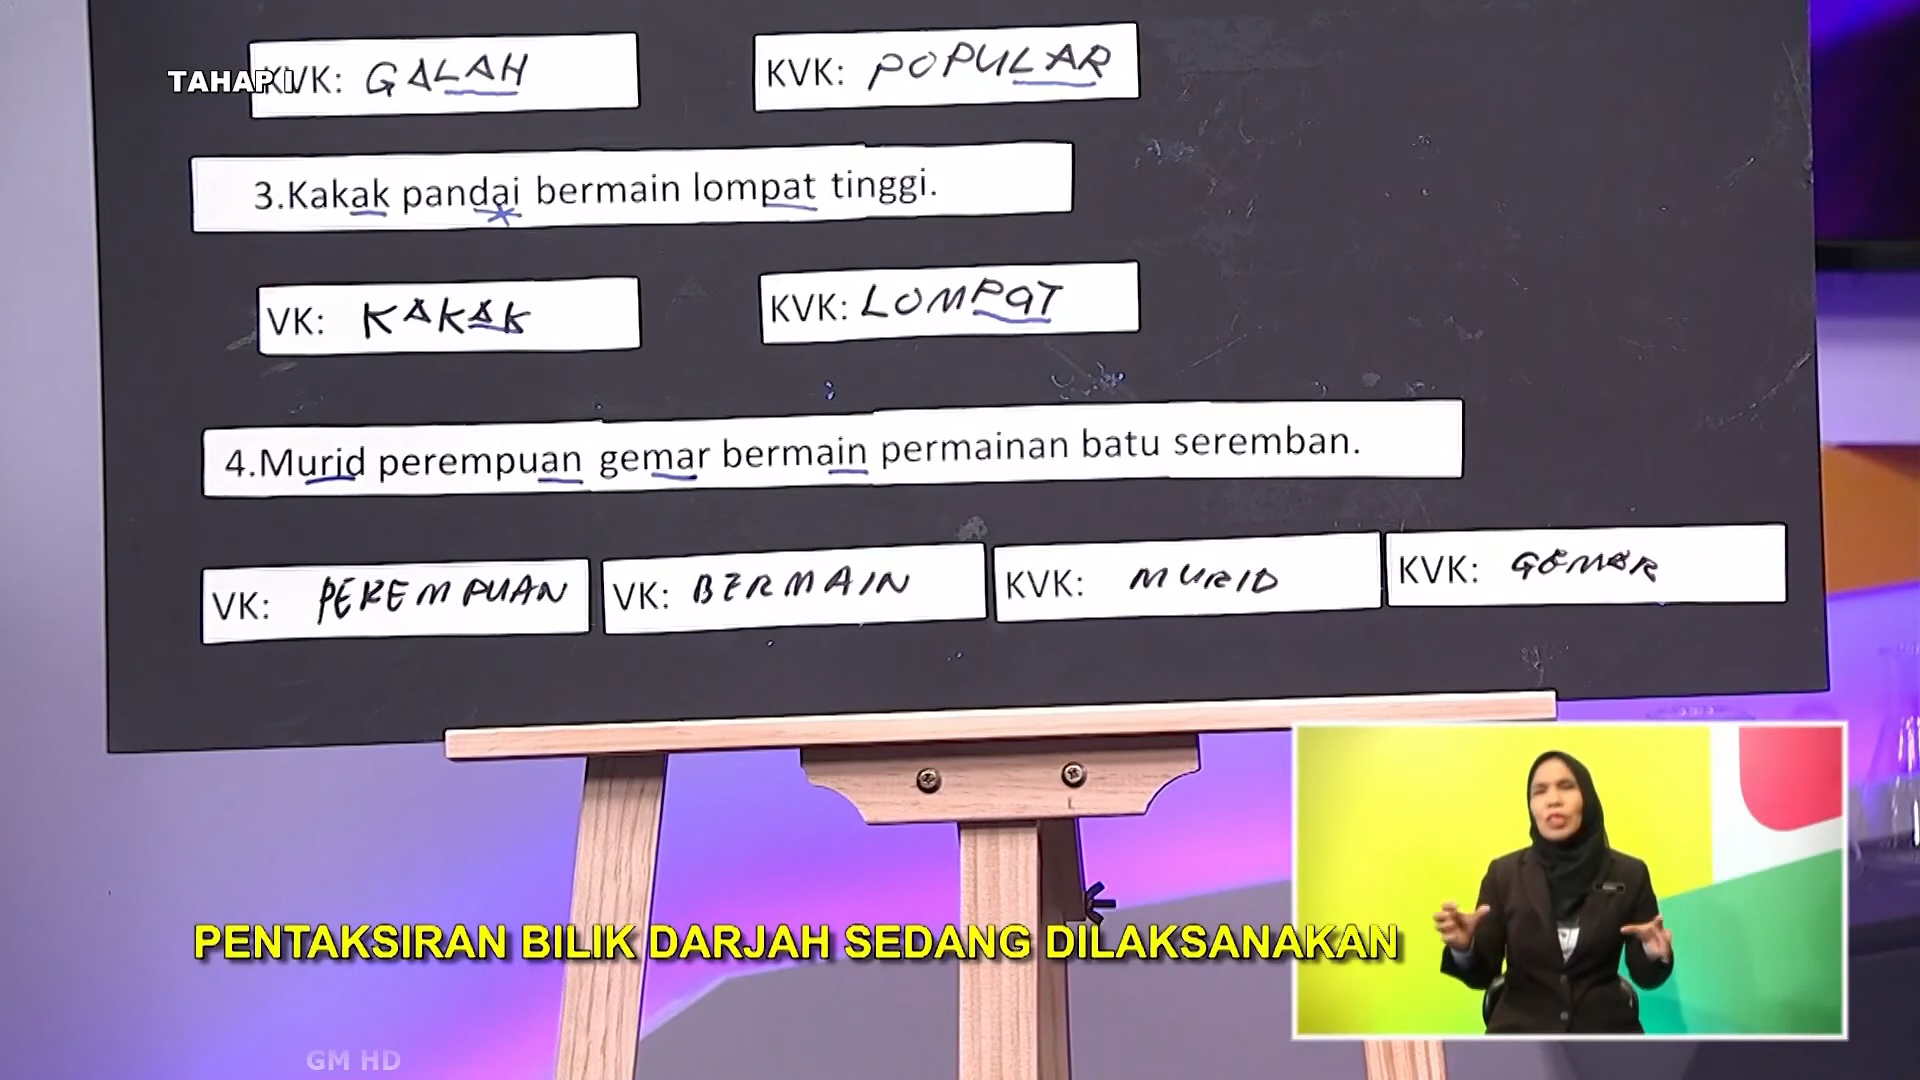 TAHAP I
KVK: GALAH
KVK: POPULAR
3.Kakak pandai bermain lompat tinggi.
VK: KAKAK
KVK: LOMPAT
4.Murid perempuan gemar bermain permainan batu seremban.
VK: PEREMPUAN
VK: BERMAIN
KVK: MURID
KVK: GEMAR
PENTAKSIRAN BILIK DARJAH SEDANG DILAKSANAKAN
GM HD